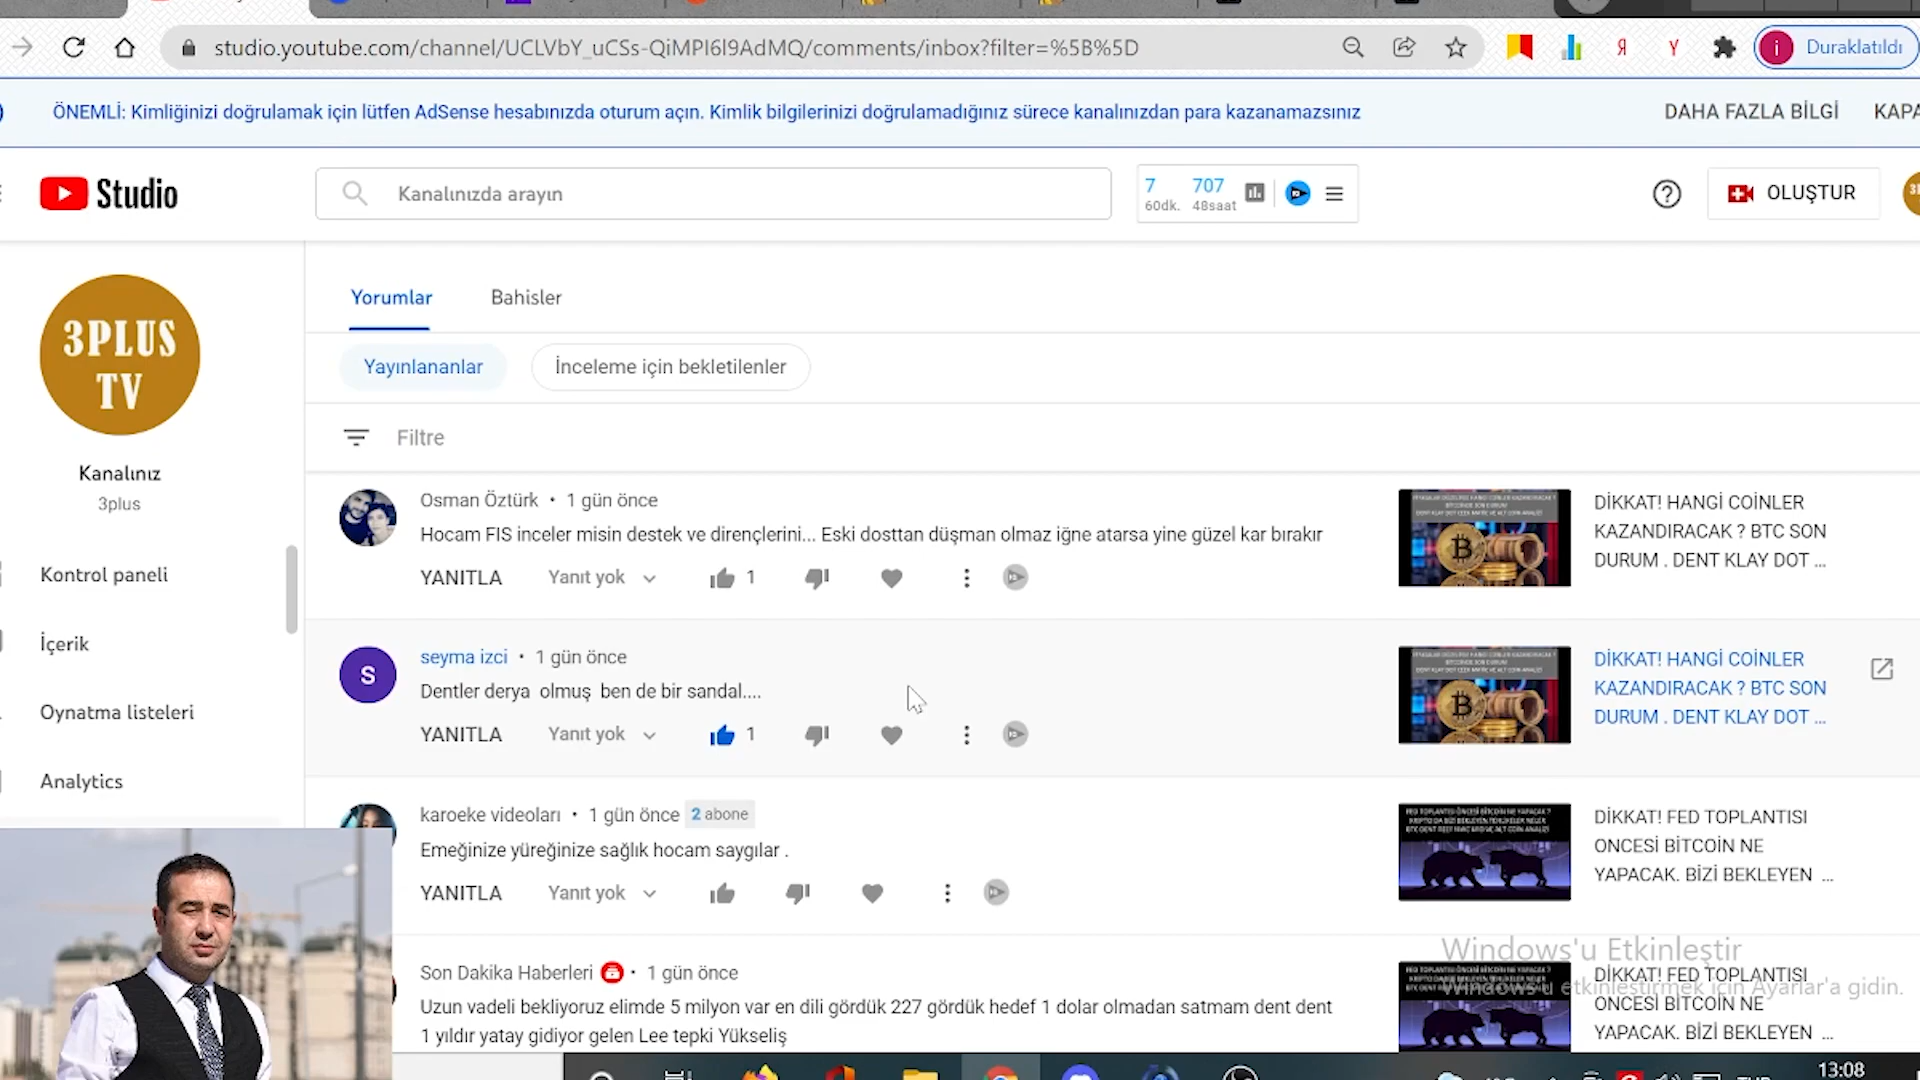 studio.youtube.com/channel/UCLVbY_uCSs-QiMPI6l9AdMQ/comments/inbox?filter=%5B%5D
Duraklatıldı
ÖNEMLİ: Kimliğinizi doğrulamak için lütfen AdSense hesabınızda oturum açın. Kimlik bilgilerinizi doğrulamadığınız sürece kanalınızdan para kazanamazsınız
DAHA FAZLA BİLGİ
KAPA
Studio
Kanalınızda arayın
7 707
60dk. 48saat
OLUŞTUR
3PLUS
TV
Kanalınız
3plus
Kontrol paneli
İçerik
Oynatma listeleri
Analytics
Yorumlar
Bahisler
Yayınlananlar
İnceleme için bekletilenler
Filtre
Osman Öztürk • 1 gün önce
Hocam FIS inceler misin destek ve dirençlerini... Eski dosttan düşman olmaz iğne atarsa yine güzel kar bırakır
YANITLA Yanıt yok 1
DİKKAT! HANGİ COİNLER
KAZANDIRACAK ? BTC SON
DURUM . DENT KLAY DOT ...
S
seyma izci • 1 gün önce
Dentler derya olmuş ben de bir sandal....
YANITLA Yanıt yok 1
DİKKAT! HANGİ COİNLER
KAZANDIRACAK ? BTC SON
DURUM . DENT KLAY DOT ...
karoeke videoları • 1 gün önce 2 abone
Emeğinize yüreğinize sağlık hocam saygılar .
YANITLA Yanıt yok
DİKKAT! FED TOPLANTISI
ONCESİ BİTCOİN NE
YAPACAK. BİZİ BEKLEYEN ...
Son Dakika Haberleri • 1 gün önce
Uzun vadeli bekliyoruz elimde 5 milyon var en dili gördük 227 gördük hedef 1 dolar olmadan satmam dent dent
1 yıldır yatay gidiyor gelen Lee tepki Yükseliş
DİKKAT! FED TOPLANTISI
ONCESİ BİTCOİN NE
YAPACAK. BİZİ BEKLEYEN ...
Windows'u Etkinleştir
Windows'u etkinleştirmek için Ayarlar'a gidin.
13:08